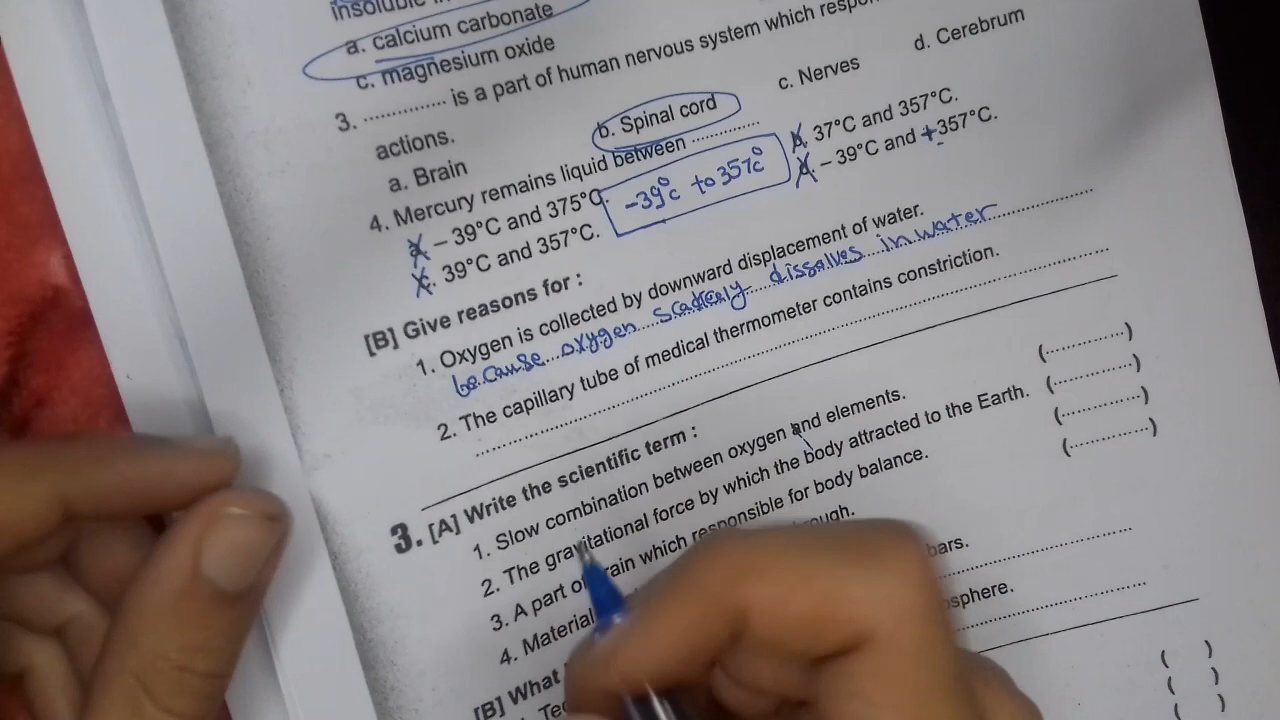 insoluble in
a. calcium carbonate
c. magnesium oxide
3. .............. is a part of human nervous system which
actions.
a. Brain b. Spinal cord c. Nerves d. Cerebrum
4. Mercury remains liquid between ..............
– 39°C and 375°C. 37°C and 357°C.
39°C and 357°C. – 39°C and +357°C.
-39°C to 357°C
[B] Give reasons for :
1. Oxygen is collected by downward displacement of water.
because oxygen dissolves in water
2. The capillary tube of medical thermometer contains constriction.
3. [A] Write the scientific term :
1. Slow combination between oxygen and elements. (..............)
2. The gravitational force by which the body attracted to the Earth. (..............)
3. A part of brain which responsible for body balance. (..............)
4. Material (..............)
bars.
[B] What
( )
( )
( )